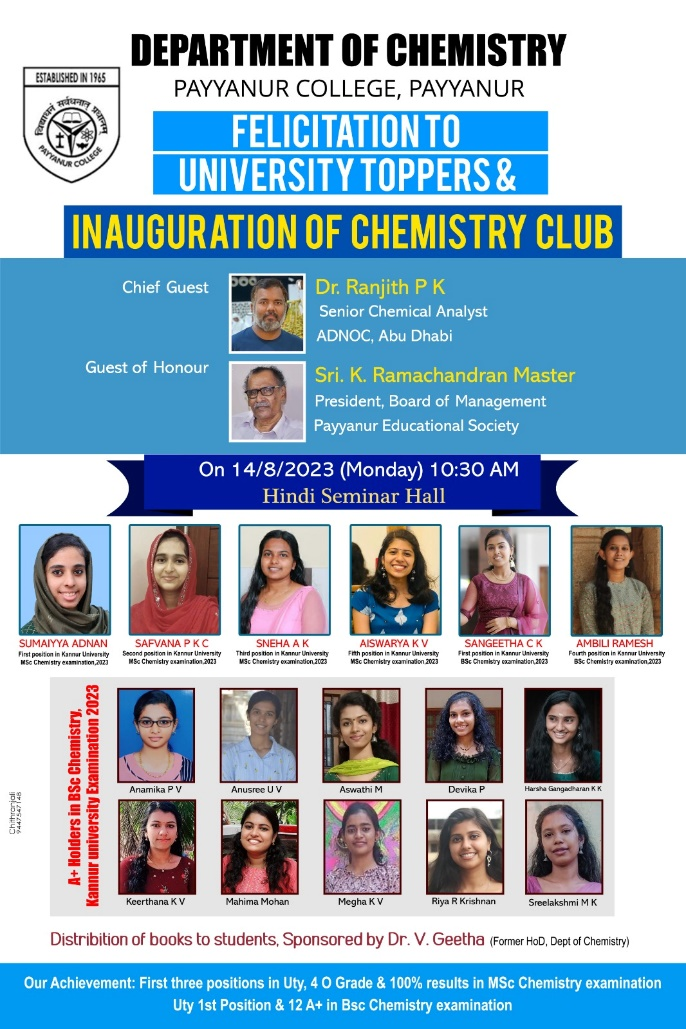 DEPARTMENT OF CHEMISTRY
PAYYANUR COLLEGE, PAYYANUR
ESTABLISHED IN 1965
विद्याधनं सर्वधनात् प्रधानम्
PAYYANUR COLLEGE
FELICITATION TO
UNIVERSITY TOPPERS &
INAUGURATION OF CHEMISTRY CLUB
Chief Guest
Dr. Ranjith P K
Senior Chemical Analyst
ADNOC, Abu Dhabi
Guest of Honour
Sri. K. Ramachandran Master
President, Board of Management
Payyanur Educational Society
On 14/8/2023 (Monday) 10:30 AM
Hindi Seminar Hall
SUMAIYYA ADNAN
First position in Kannur University
MSc Chemistry examination,2023
SAFVANA P K C
Second position in Kannur University
MSc Chemistry examination,2023
SNEHA A K
Third position in Kannur University
MSc Chemistry examination,2023
AISWARYA K V
Fifth position in Kannur University
MSc Chemistry examination,2023
SANGEETHA C K
First position in Kannur University
BSc Chemistry examination,2023
AMBILI RAMESH
Fourth position in Kannur University
BSc Chemistry examination,2023
A+ Holders in BSc Chemistry,
Kannur university Examination 2023
Anamika P V
Anusree U V
Aswathi M
Devika P
Harsha Gangadharan K K
Keerthana K V
Mahima Mohan
Megha K V
Riya R Krishnan
Sreelakshmi M K
Chithranjali
9447547148
Distribition of books to students, Sponsored by Dr. V. Geetha (Former HoD, Dept of Chemistry)
Our Achievement: First three positions in Uty, 4 O Grade & 100% results in MSc Chemistry examination
Uty 1st Position & 12 A+ in Bsc Chemistry examination